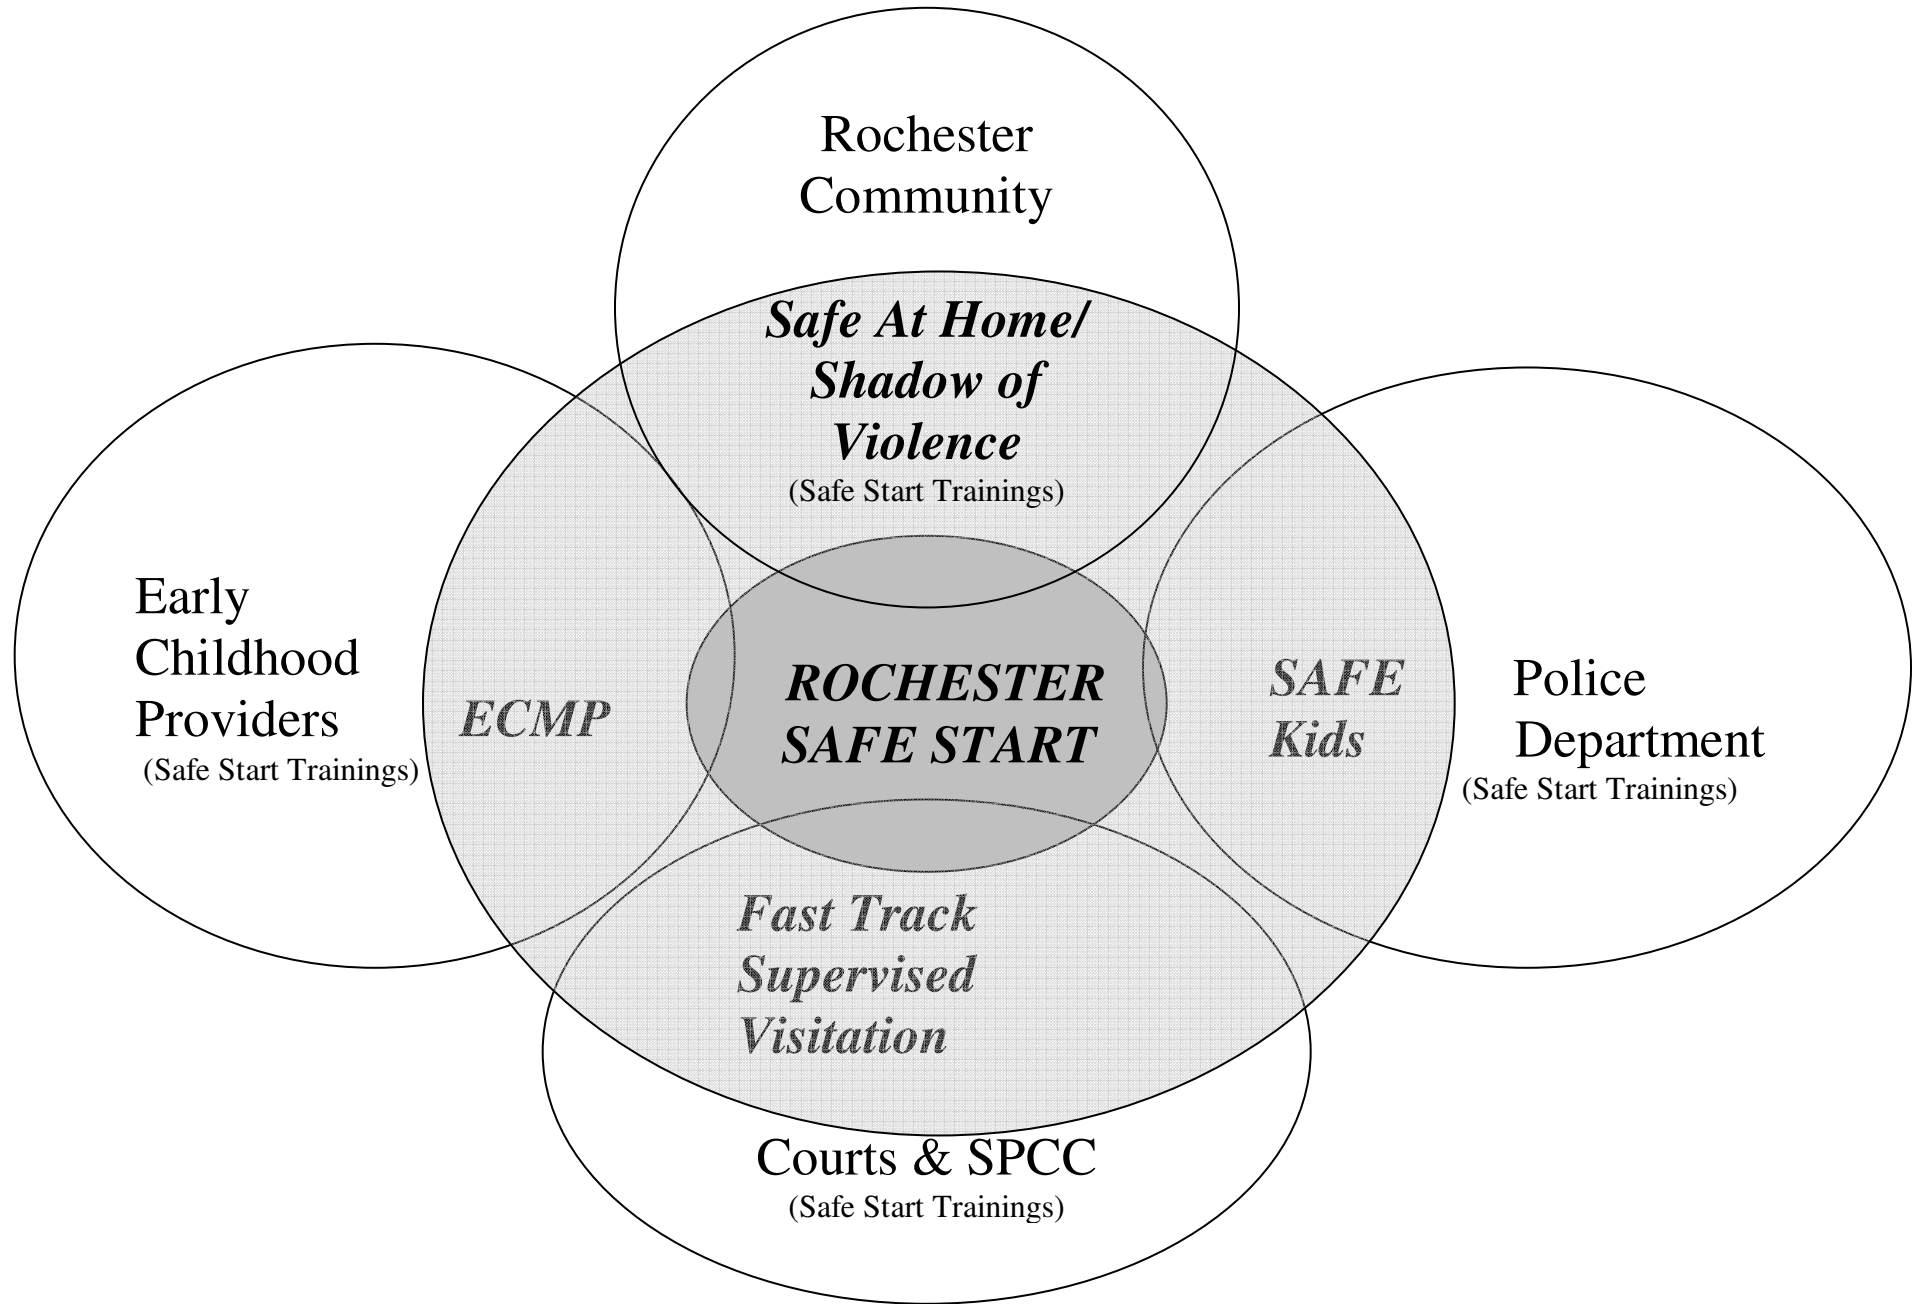 Rochester
Community
Safe At Home/
Shadow of
Violence
(Safe Start Trainings)
Early
Childhood
Providers
(Safe Start Trainings)
ECMP
ROCHESTER
SAFE START
SAFE
Kids
Police
Department
(Safe Start Trainings)
Fast Track
Supervised
Visitation
Courts & SPCC
(Safe Start Trainings)